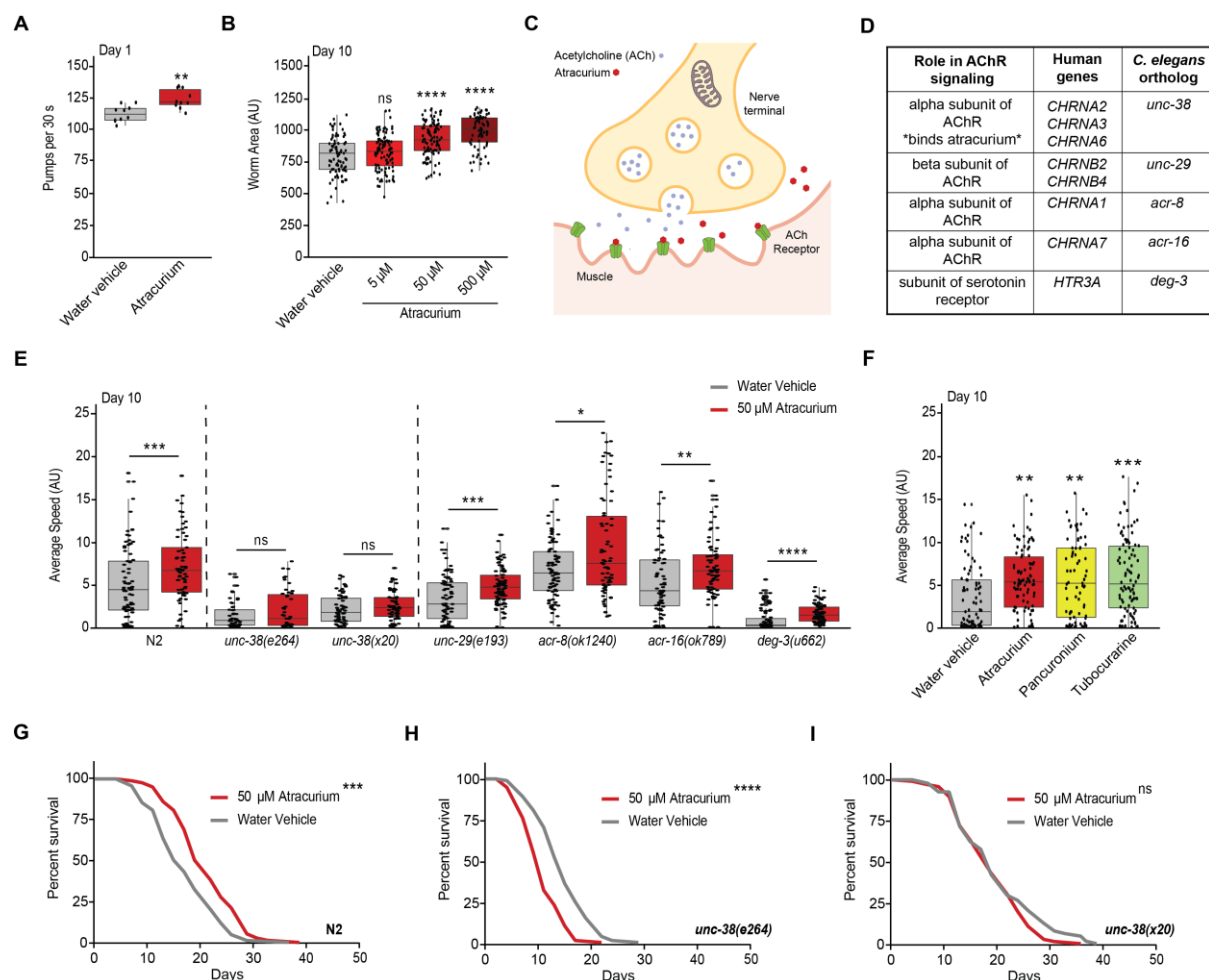 A
Day 1
150
125
100
75
50
25
0
Pumps per 30 s
**
Water vehicle
Atracurium
B
Day 10
1500
1250
1000
750
500
250
0
Worm Area (AU)
ns
****
****
Water vehicle
5 µM
50 µM
500 µM
Atracurium
C
Acetylcholine (ACh)
Atracurium
Nerve
terminal
ACh
Receptor
Muscle
D
Role in AChR
signaling
Human
genes
C. elegans
ortholog
alpha subunit of
AChR
*binds atracurium*
CHRNA2
CHRNA3
CHRNA6
unc-38
beta subunit of
AChR
CHRNB2
CHRNB4
unc-29
alpha subunit of
AChR
CHRNA1
acr-8
alpha subunit of
AChR
CHRNA7
acr-16
subunit of serotonin
receptor
HTR3A
deg-3
E
Day 10
Water Vehicle
50 µM Atracurium
25
20
15
10
5
0
Average Speed (AU)
***
ns
ns
***
*
**
****
N2
unc-38(e264)
unc-38(x20)
unc-29(e193)
acr-8(ok1240)
acr-16(ok789)
deg-3(u662)
F
Day 10
25
20
15
10
5
0
Average Speed (AU)
**
**
***
Water vehicle
Atracurium
Pancuronium
Tubocurarine
G
100
75
50
25
0
Percent survival
50 µM Atracurium ***
Water Vehicle
N2
0 10 20 30 40 50
Days
H
100
75
50
25
0
Percent survival
50 µM Atracurium ****
Water Vehicle
unc-38(e264)
0 10 20 30 40 50
Days
I
100
75
50
25
0
Percent survival
50 µM Atracurium ns
Water Vehicle
unc-38(x20)
0 10 20 30 40 50
Days